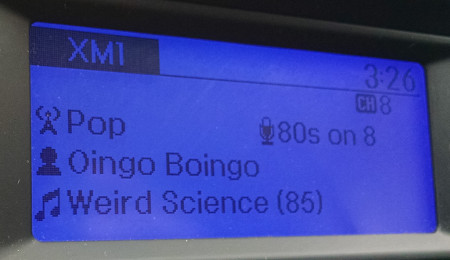 XM1
3:26
CH 8
Pop 80s on 8
Oingo Boingo
Weird Science (85)